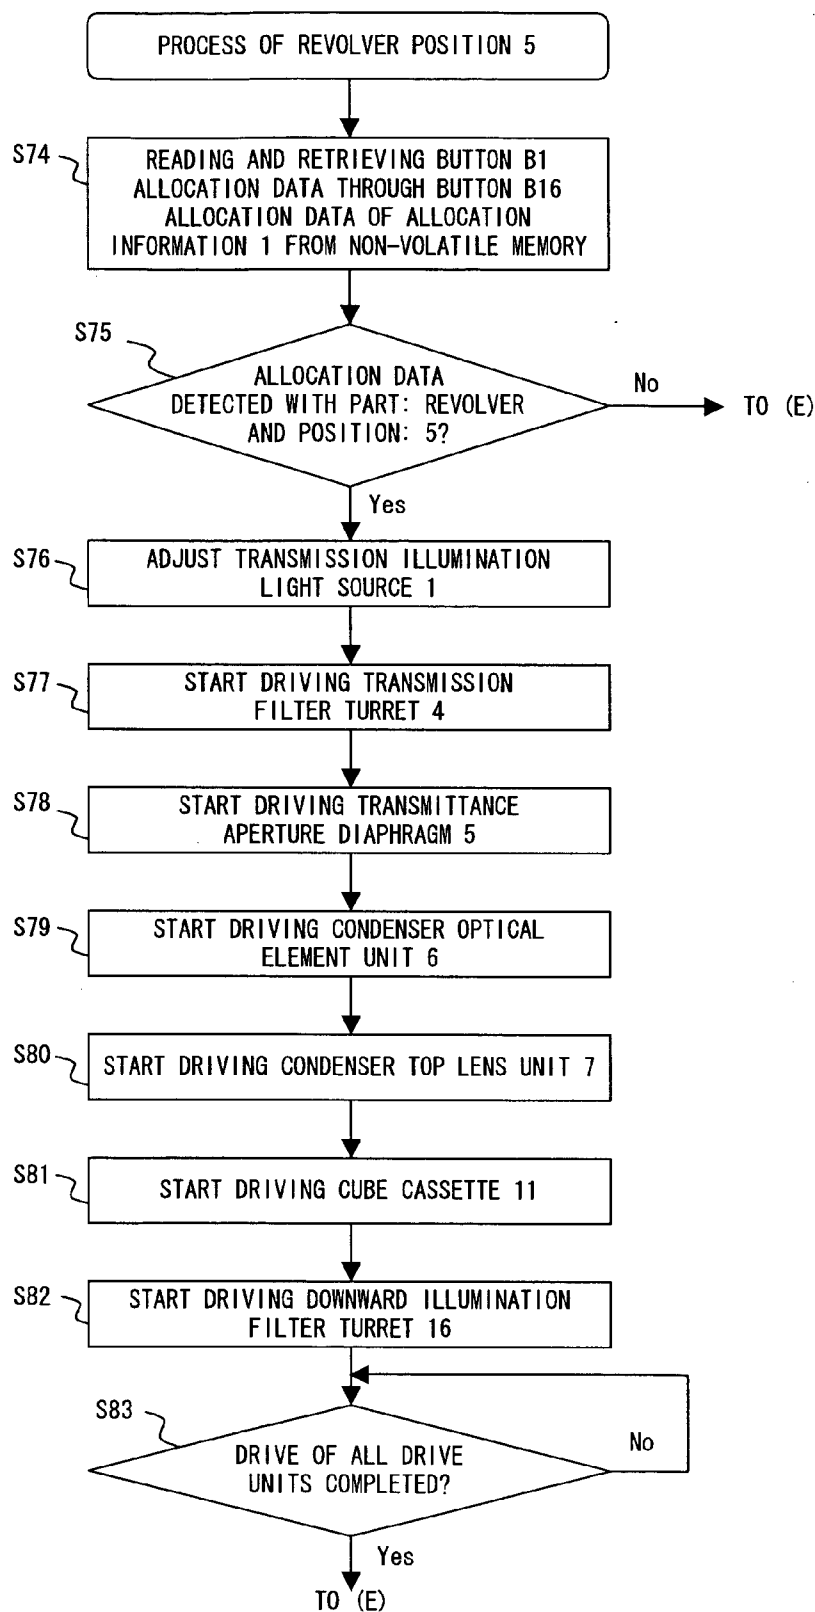 PROCESS OF REVOLVER POSITION 5
S74
READING AND RETRIEVING BUTTON B1
ALLOCATION DATA THROUGH BUTTON B16
ALLOCATION DATA OF ALLOCATION
INFORMATION 1 FROM NON-VOLATILE MEMORY
S75
ALLOCATION DATA
DETECTED WITH PART: REVOLVER
AND POSITION: 5?
No
TO (E)
Yes
S76
ADJUST TRANSMISSION ILLUMINATION
LIGHT SOURCE 1
S77
START DRIVING TRANSMISSION
FILTER TURRET 4
S78
START DRIVING TRANSMITTANCE
APERTURE DIAPHRAGM 5
S79
START DRIVING CONDENSER OPTICAL
ELEMENT UNIT 6
S80
START DRIVING CONDENSER TOP LENS UNIT 7
S81
START DRIVING CUBE CASSETTE 11
S82
START DRIVING DOWNWARD ILLUMINATION
FILTER TURRET 16
S83
DRIVE OF ALL DRIVE
UNITS COMPLETED?
No
Yes
TO (E)